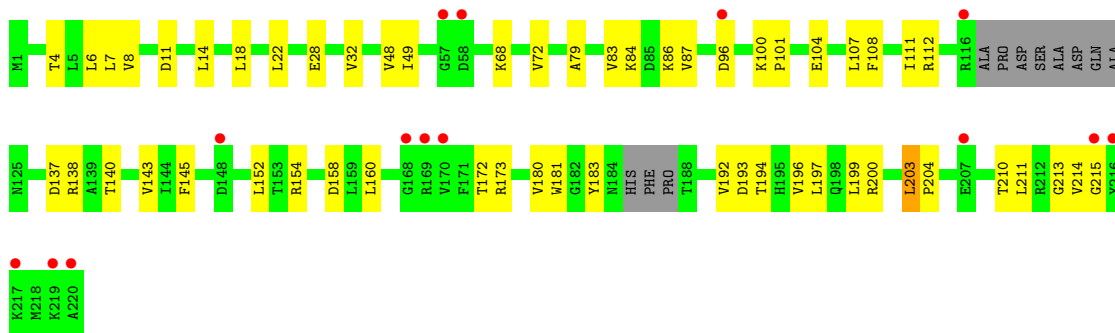 M1 T4 L5 L6 L7 V8 D11 L14 L18 L22 E28 V32 V48 I49 G57 D58 K68 V72 A79 V83 K84 D85 K86 V87 D96 K100 P101 E104 L107 F108 I111 R112 R116 ALA PRO ASP SER ALA ASP GLN ALA
N125 D137 R138 A139 T140 V143 I144 F145 D148 L152 T153 R154 D158 L159 L160 G168 R169 V170 F171 T172 R173 V180 W181 G182 Y183 N184 HIS PHE PRO T188 V192 D193 T194 H195 V196 L197 Q198 L199 R200 L203 P204 E207 T210 L211 R212 G213 V214 G215
K217 M218 K219 A220